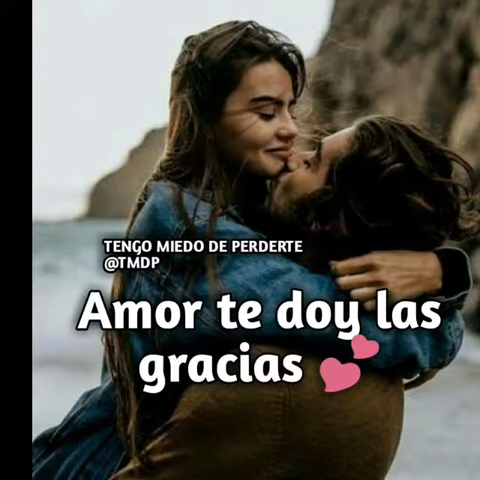 TENGO MIEDO DE PERDERTE
@TMDP
Amor te doy las
gracias 💕